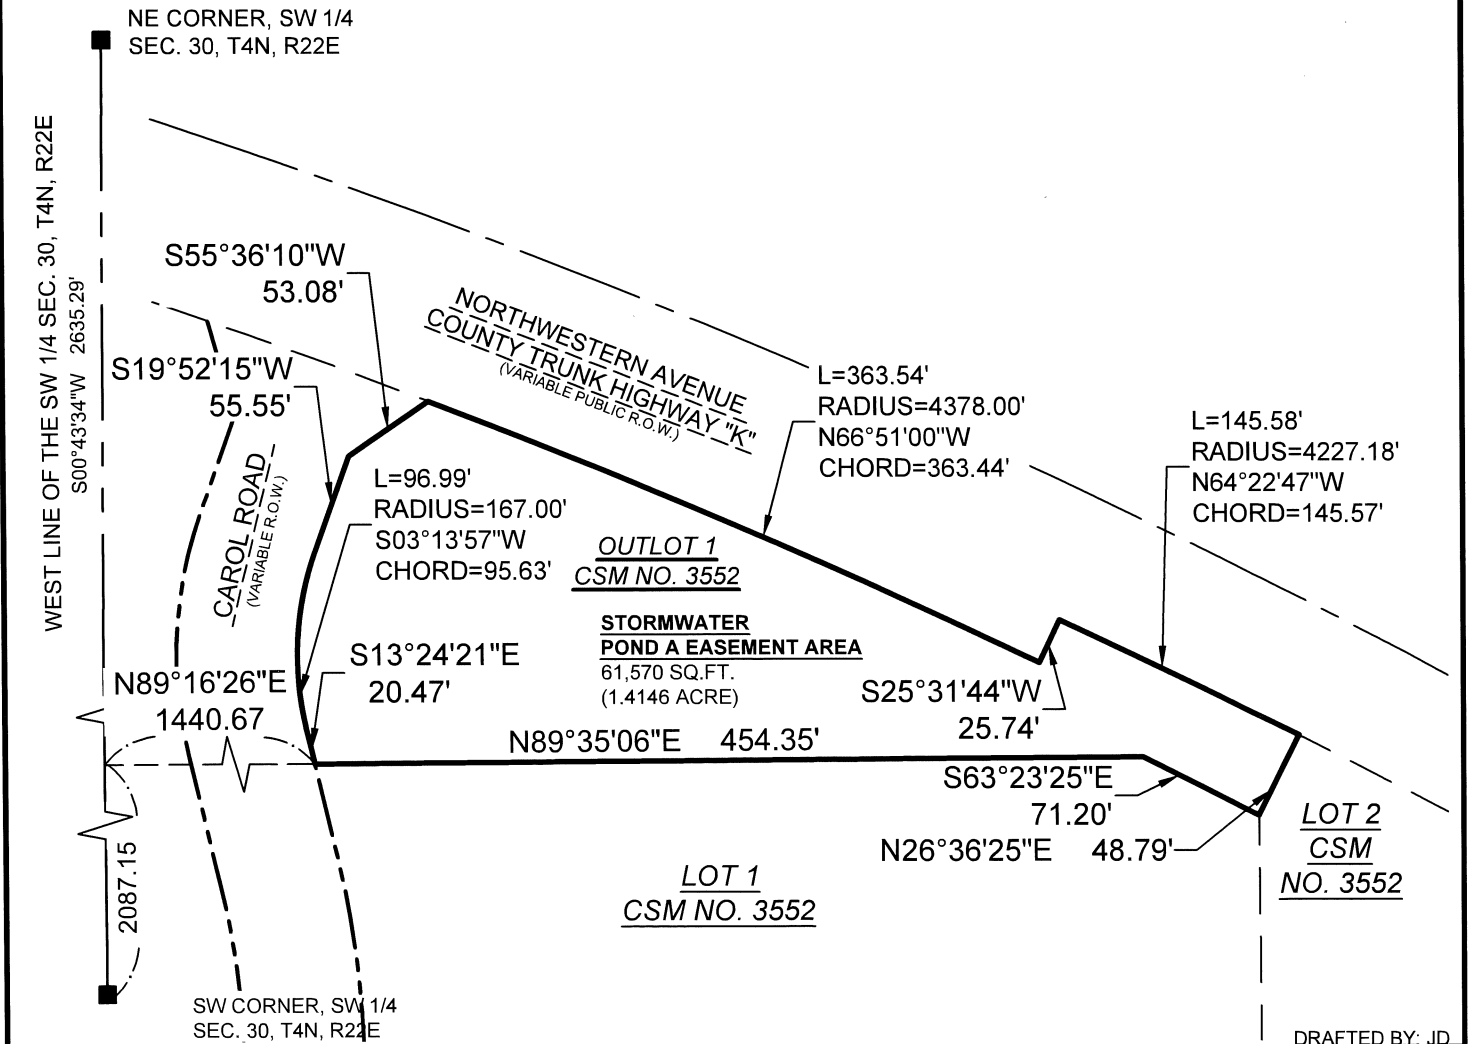 NE CORNER, SW 1/4
SEC. 30, T4N, R22E
WEST LINE OF THE SW 1/4 SEC. 30, T4N, R22E
S00°43'34"W 2635.29'
S55°36'10"W
53.08'
NORTHWESTERN AVENUE
COUNTY TRUNK HIGHWAY "K"
(VARIABLE PUBLIC R.O.W.)
S19°52'15"W
55.55'
L=363.54'
RADIUS=4378.00'
N66°51'00"W
CHORD=363.44'
L=145.58'
RADIUS=4227.18'
N64°22'47"W
CHORD=145.57'
CAROL ROAD
(VARIABLE R.O.W.)
L=96.99'
RADIUS=167.00'
S03°13'57"W
CHORD=95.63'
OUTLOT 1
CSM NO. 3552
STORMWATER
POND A EASEMENT AREA
61,570 SQ.FT.
(1.4146 ACRE)
S13°24'21"E
20.47'
N89°16'26"E
1440.67
S25°31'44"W
25.74'
N89°35'06"E 454.35'
S63°23'25"E
71.20'
N26°36'25"E 48.79'
LOT 2
CSM
NO. 3552
2087.15
LOT 1
CSM NO. 3552
SW CORNER, SW 1/4
SEC. 30, T4N, R22E
DRAFTED BY: JD